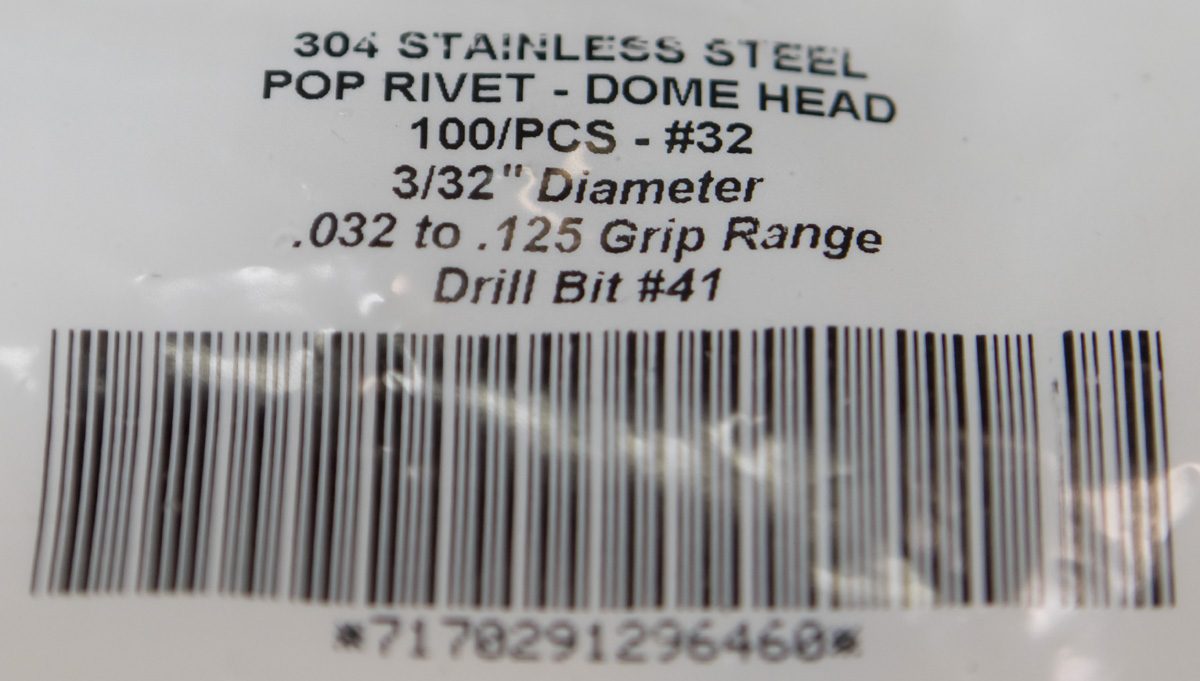 304 STAINLESS STEEL
POP RIVET - DOME HEAD
100/PCS - #32
3/32" Diameter
.032 to .125 Grip Range
Drill Bit #41
*7170291296460*